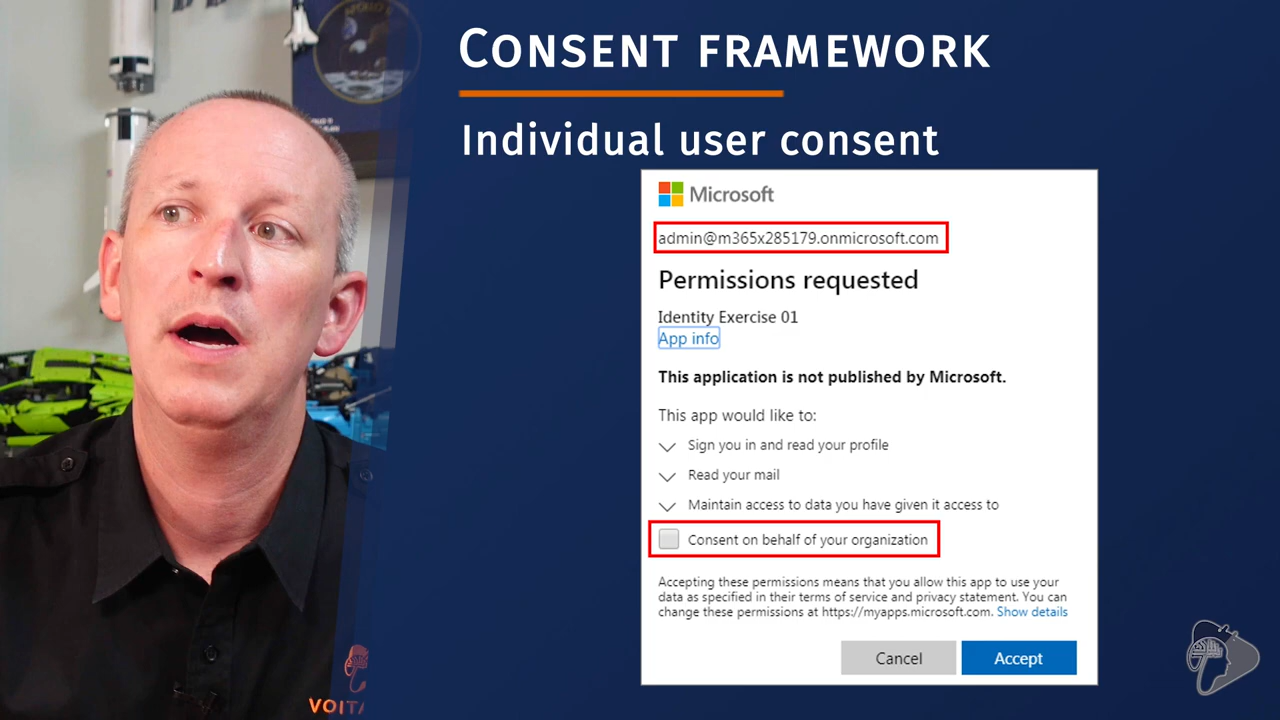 CONSENT FRAMEWORK
Individual user consent
Microsoft
admin@m365x285179.onmicrosoft.com
Permissions requested
Identity Exercise 01
App info
This application is not published by Microsoft.
This app would like to:
Sign you in and read your profile
Read your mail
Maintain access to data you have given it access to
Consent on behalf of your organization
Accepting these permissions means that you allow this app to use your
data as specified in their terms of service and privacy statement. You can
change these permissions at https://myapps.microsoft.com. Show details
Cancel
Accept